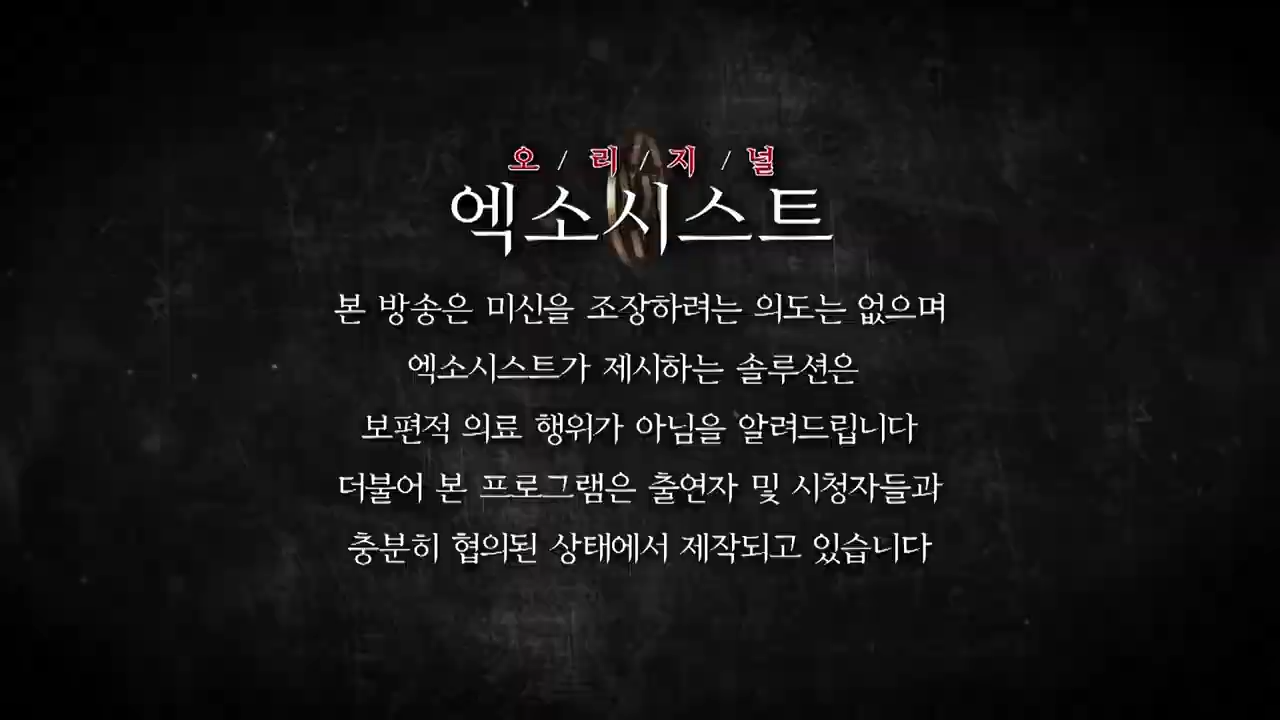 오/리/지/널
엑소시스트
본 방송은 미신을 조장하려는 의도는 없으며
엑소시스트가 제시하는 솔루션은
보편적 의료 행위가 아님을 알려드립니다
더불어 본 프로그램은 출연자 및 시청자들과
충분히 협의된 상태에서 제작되고 있습니다